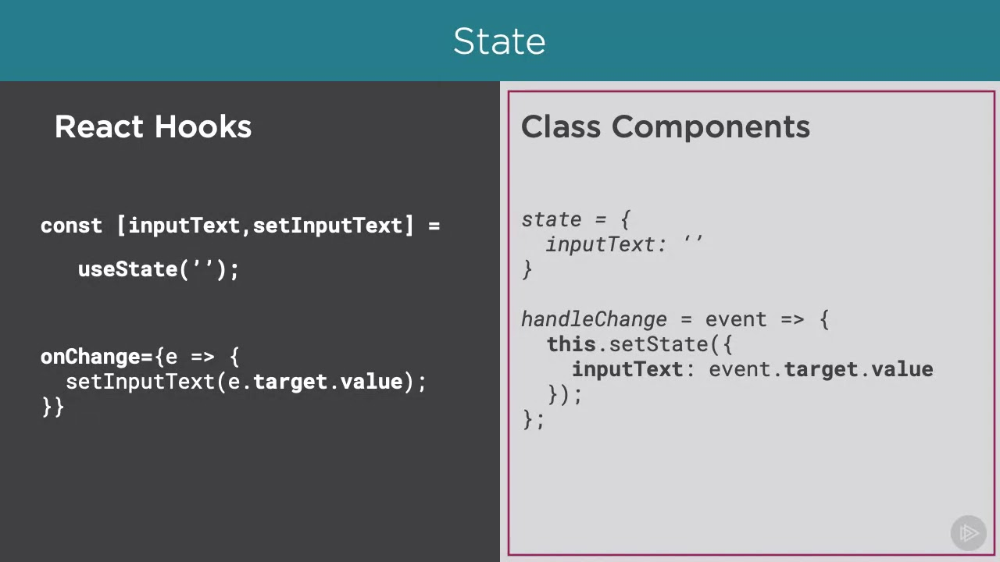 State
React Hooks
const [inputText,setInputText] =
useState(’’);
onChange={e => {
setInputText(e.target.value);
}}
Class Components
state = {
inputText: ‘’
}
handleChange = event => {
this.setState({
inputText: event.target.value
});
};